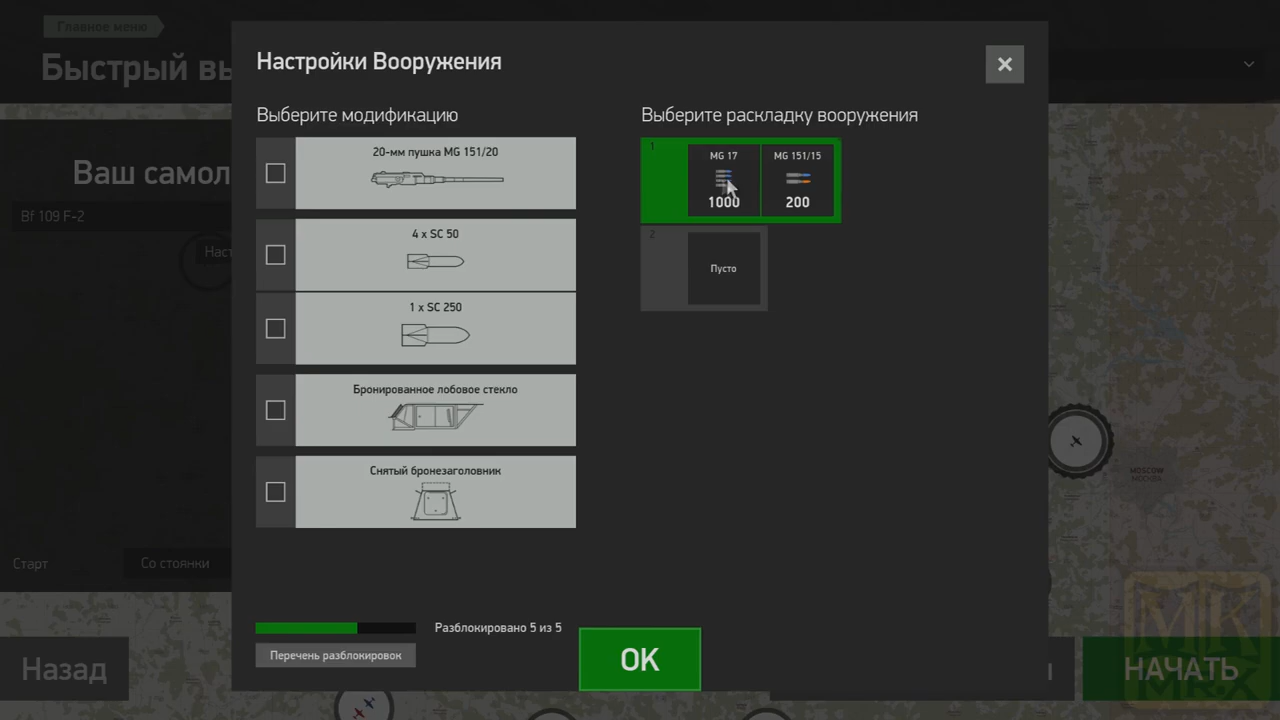 Главное меню
Быстрый вы
Настройки Вооружения
Выберите модификацию
Выберите раскладку вооружения
20-мм пушка MG 151/20
1
MG 17
MG 151/15
1000
200
Ваш самол
Bf 109 F-2
Наст
4 x SC 50
2
Пусто
1 x SC 250
Бронированное лобовое стекло
Снятый бронезаголовник
MOSCOW
МОСКВА
Старт
Со стоянки
Разблокировано 5 из 5
Перечень разблокировок
OK
Назад
НАЧАТЬ
MK
MR.X